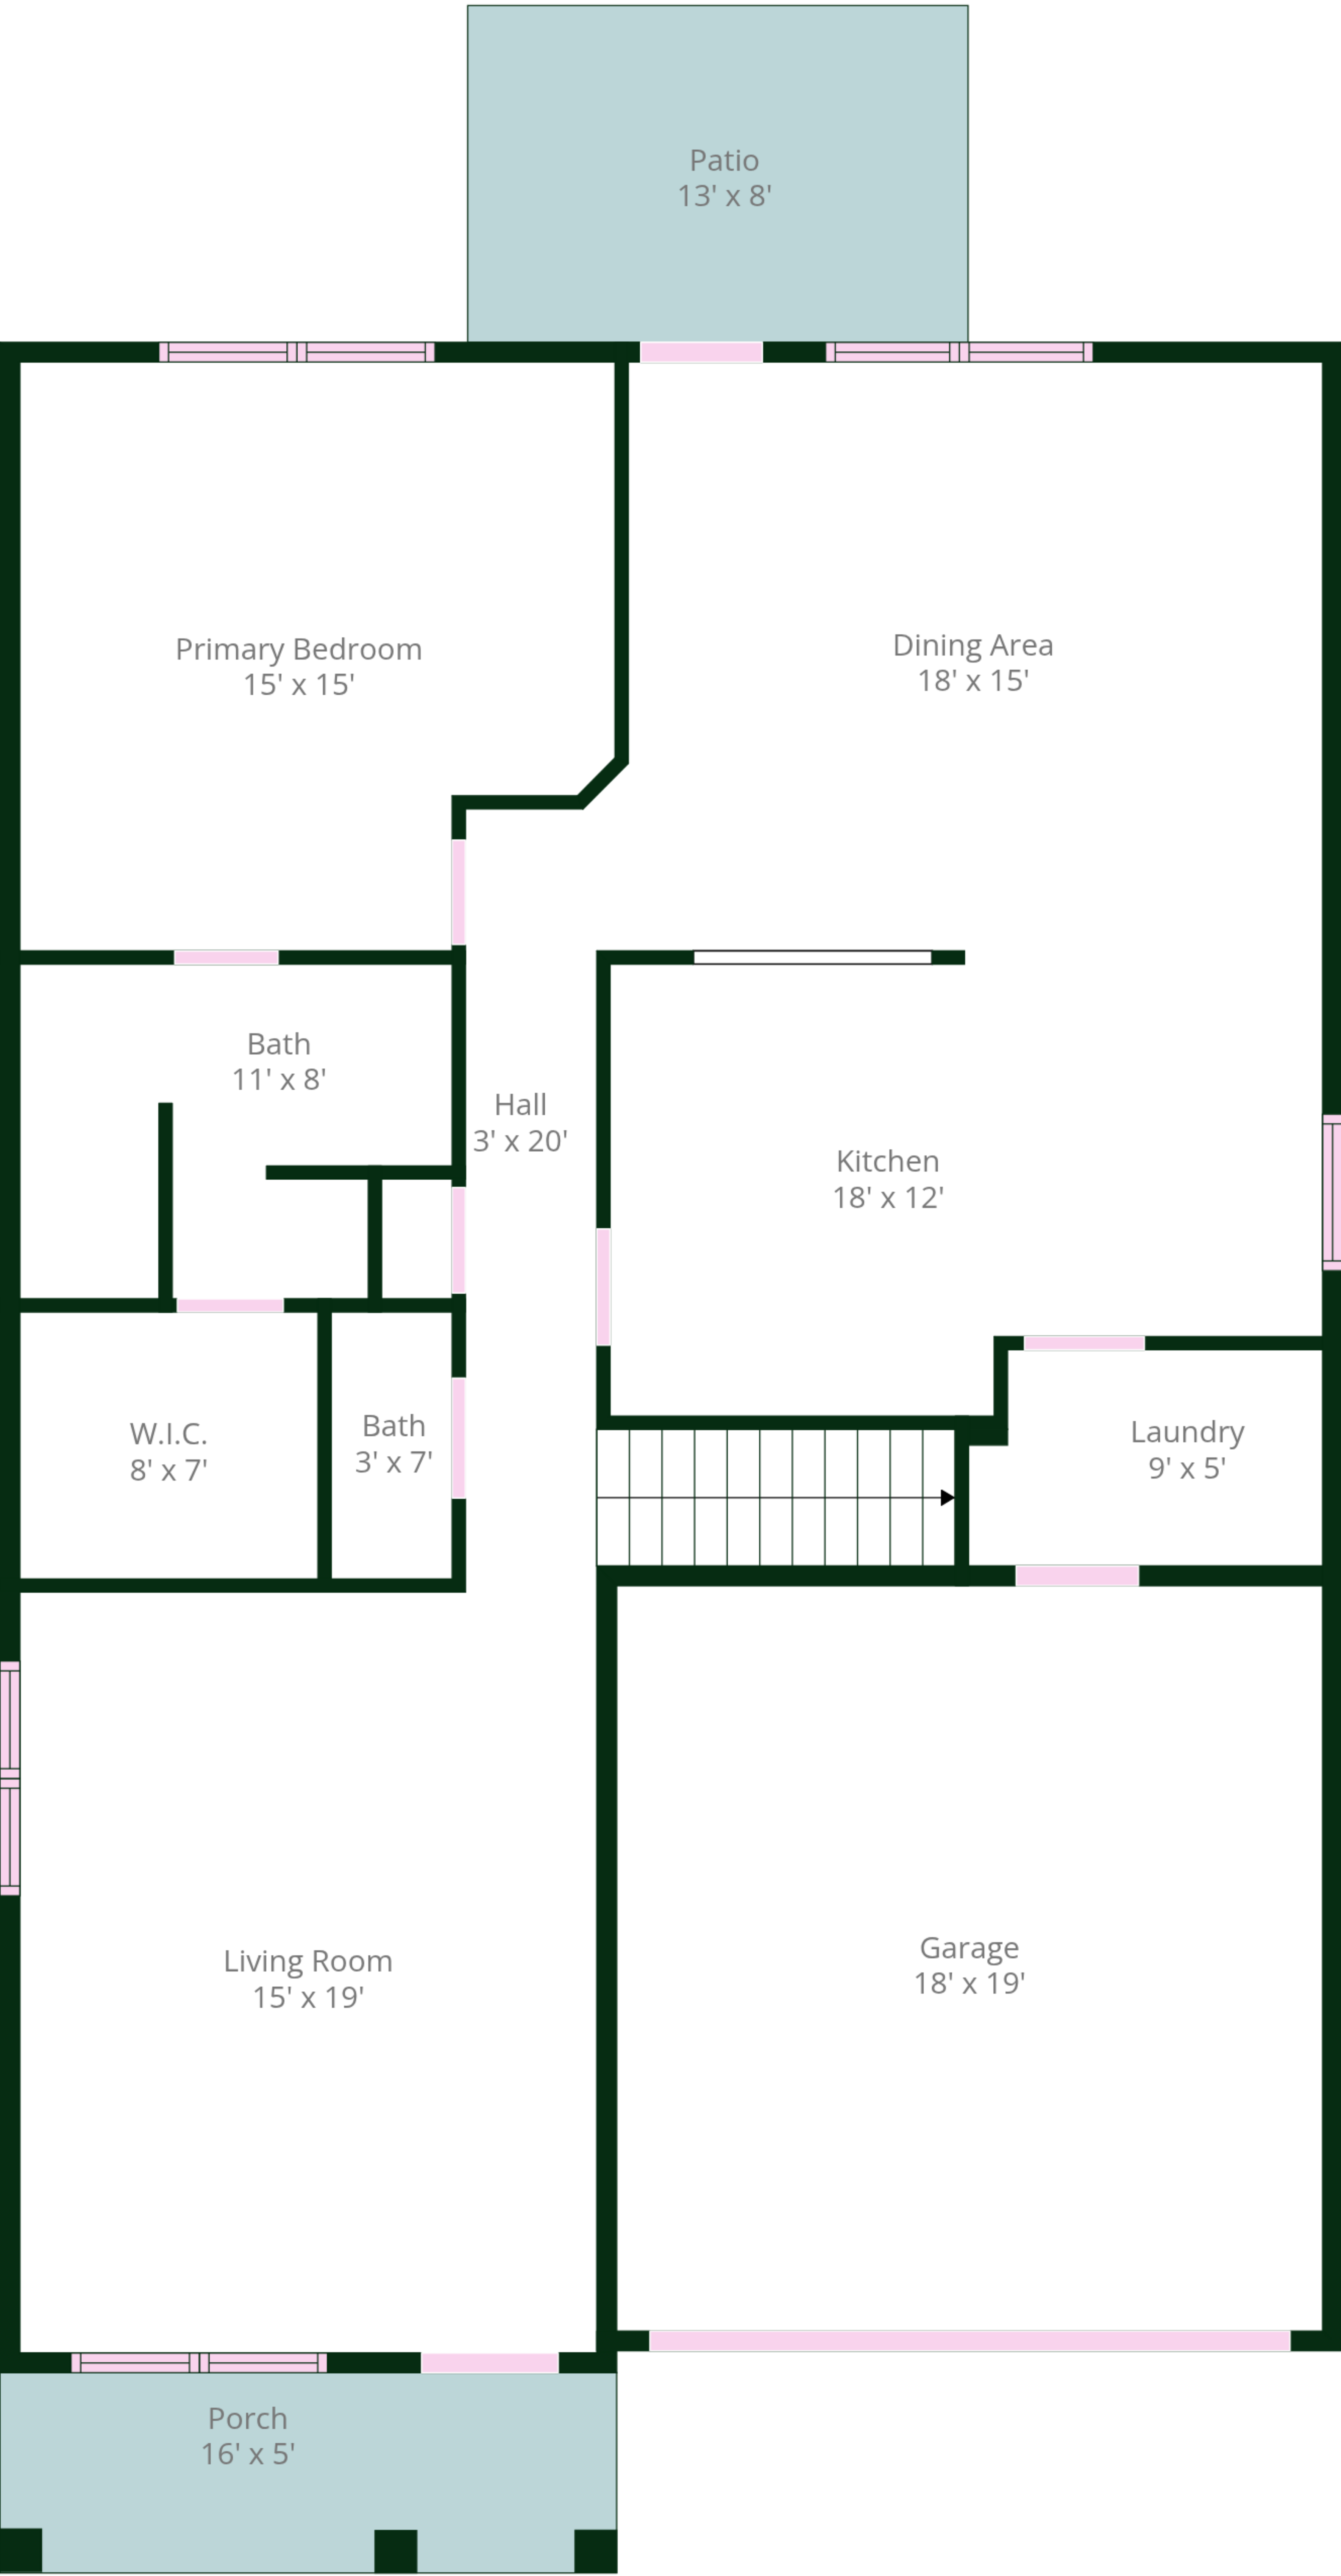 Patio
13' x 8'
Primary Bedroom
15' x 15'
Dining Area
18' x 15'
Bath
11' x 8'
Hall
3' x 20'
Kitchen
18' x 12'
W.I.C.
8' x 7'
Bath
3' x 7'
Laundry
9' x 5'
Living Room
15' x 19'
Garage
18' x 19'
Porch
16' x 5'